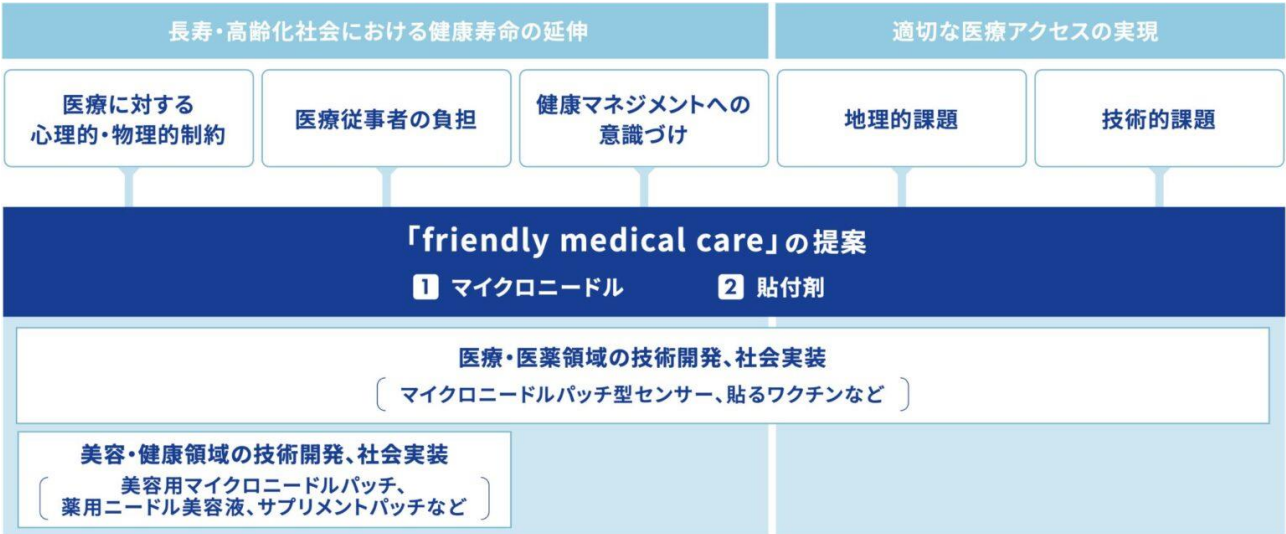 長寿・高齢化社会における健康寿命の延伸
適切な医療アクセスの実現
医療に対する
心理的・物理的制約
医療従事者の負担
健康マネジメントへの
意識づけ
地理的課題
技術的課題
「friendly medical care」の提案
1 マイクロニードル
2 貼付剤
医療・医薬領域の技術開発、社会実装
マイクロニードルパッチ型センサー、貼るワクチンなど
美容・健康領域の技術開発、社会実装
美容用マイクロニードルパッチ、
薬用ニードル美容液、サプリメントパッチなど